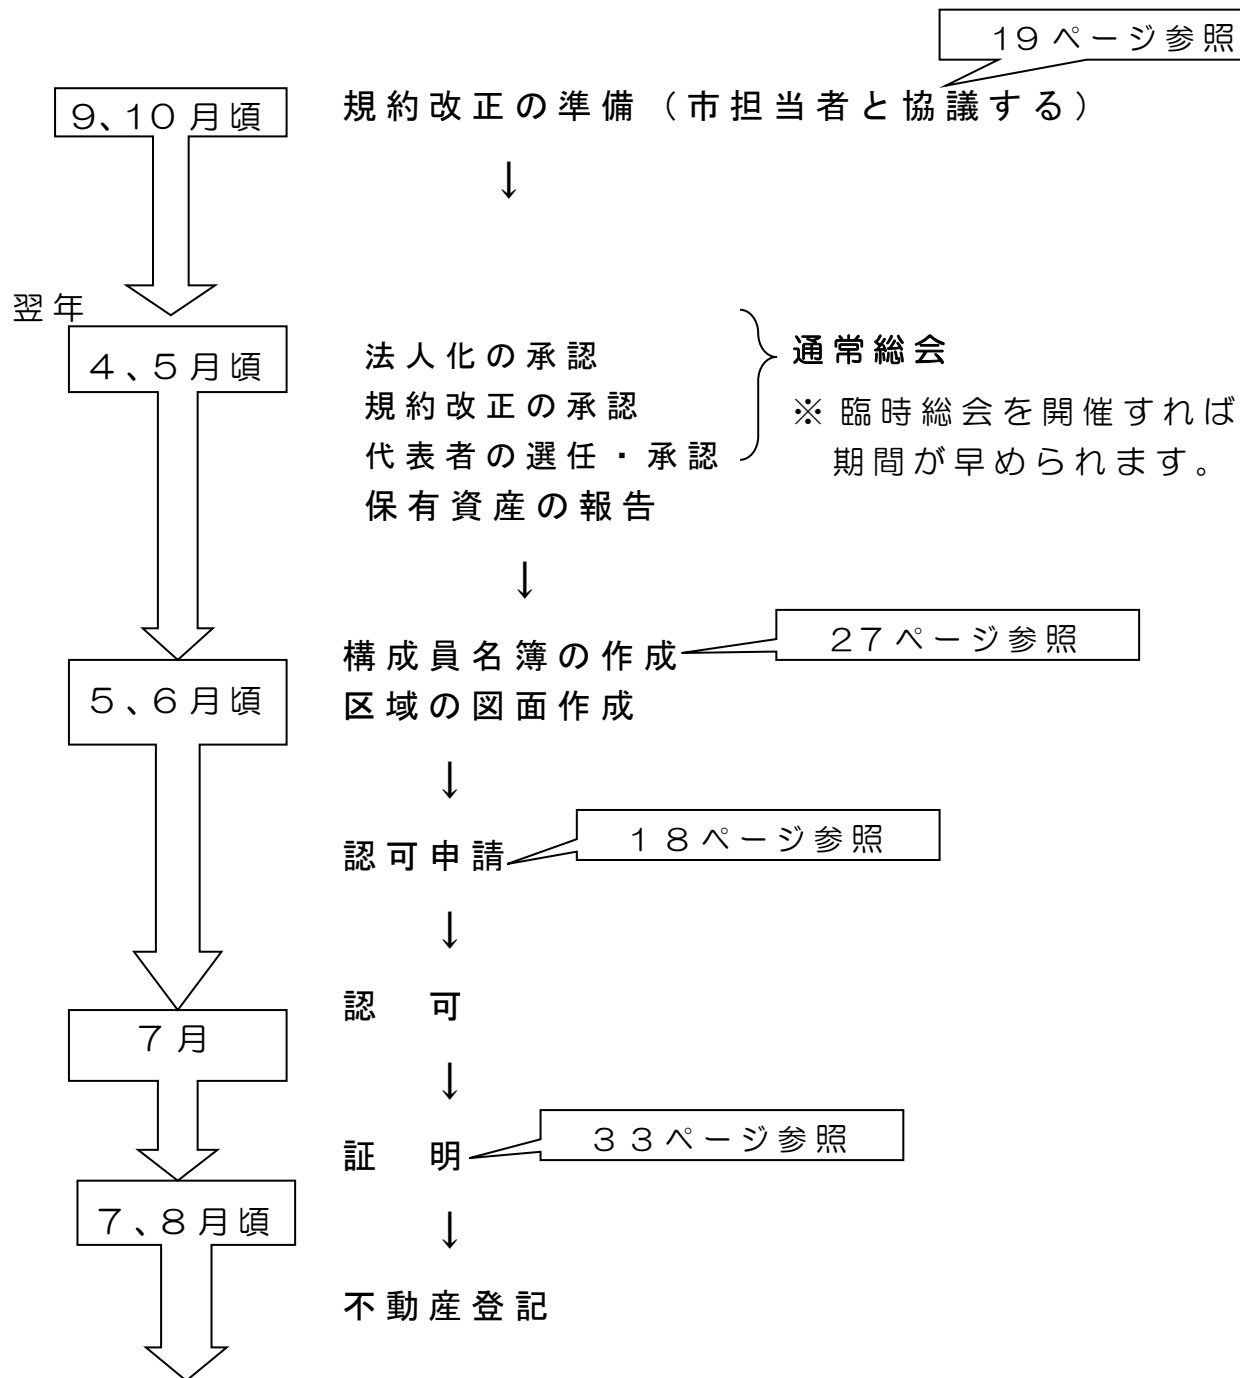 19ページ参照
9、10月頃
規約改正の準備（市担当者と協議する）
↓
翌年
4、5月頃
法人化の承認
規約改正の承認
代表者の選任・承認
保有資産の報告
通常総会
※臨時総会を開催すれば
期間が早められます。
↓
構成員名簿の作成
27ページ参照
5、6月頃
区域の図面作成
↓
認可申請
18ページ参照
↓
認　可
7月
↓
証　明
33ページ参照
7、8月頃
↓
不動産登記